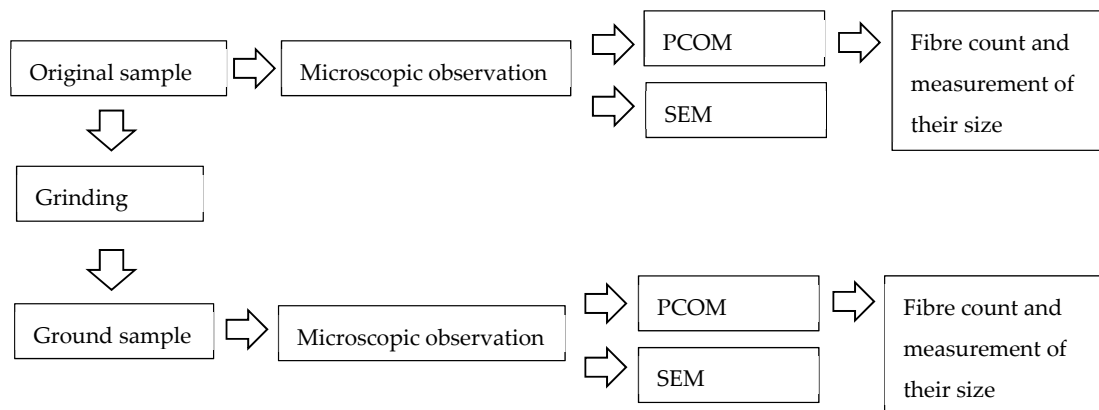 Original sample
Microscopic observation
PCOM
SEM
Fibre count and
measurement of
their size
Grinding
Ground sample
Microscopic observation
PCOM
SEM
Fibre count and
measurement of
their size